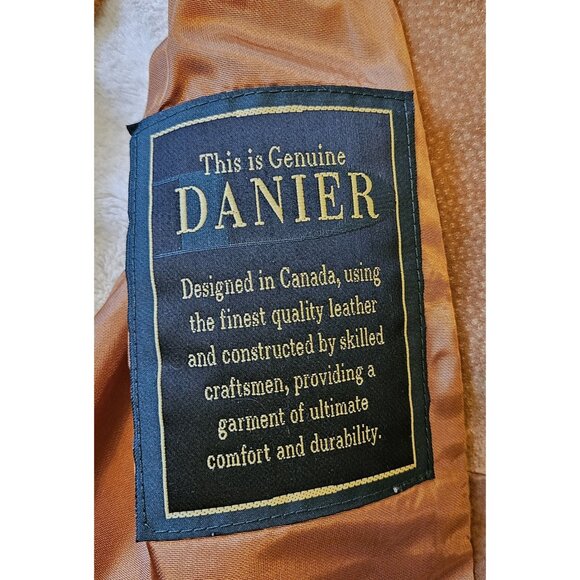 This is Genuine
DANIER
Designed in Canada, using
the finest quality leather
and constructed by skilled
craftsmen, providing a
garment of ultimate
comfort and durability.